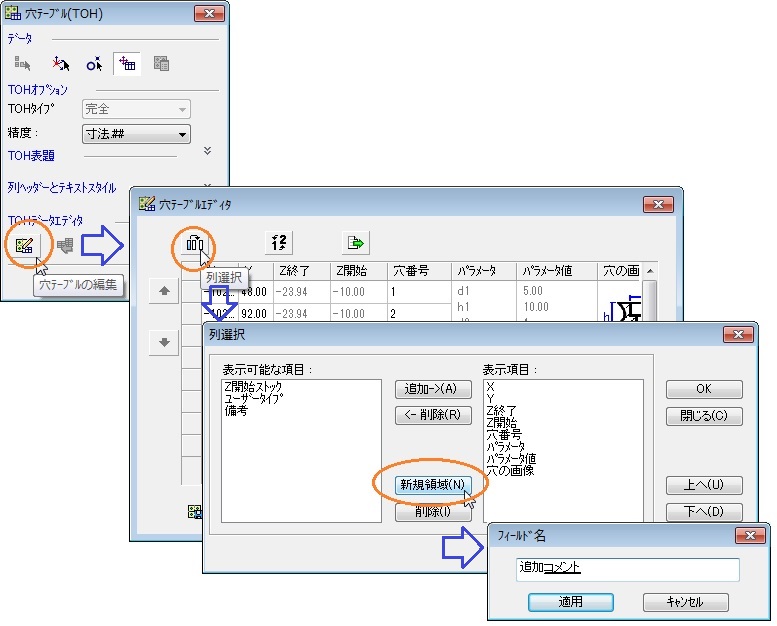 穴テーブル(TOH)
データ
TOHオプション
TOHタイプ
完全
精度 :
寸法.##
TOH表題
列ヘッダーとテキストスタイル
TOHデータエディタ
穴テーブルの編集
穴テーブルエディタ
列選択
Y Z終了 Z開始 穴番号 パラメータ パラメータ値 穴の画
-102... 48.00 -23.94 -10.00 1 d1 5.00
h1 10.00
-102... 92.00 -23.94 -10.00 2
列選択
表示可能な項目 :
Z開始ストック
ユーザータイプ
備考
追加->(A)
<- 削除(R)
新規領域(N)
削除(I)
表示項目 :
X
Y
Z終了
Z開始
穴番号
パラメータ
パラメータ値
穴の画像
OK
閉じる(C)
上へ(U)
下へ(D)
フィールド名
追加コメント
適用
キャンセル